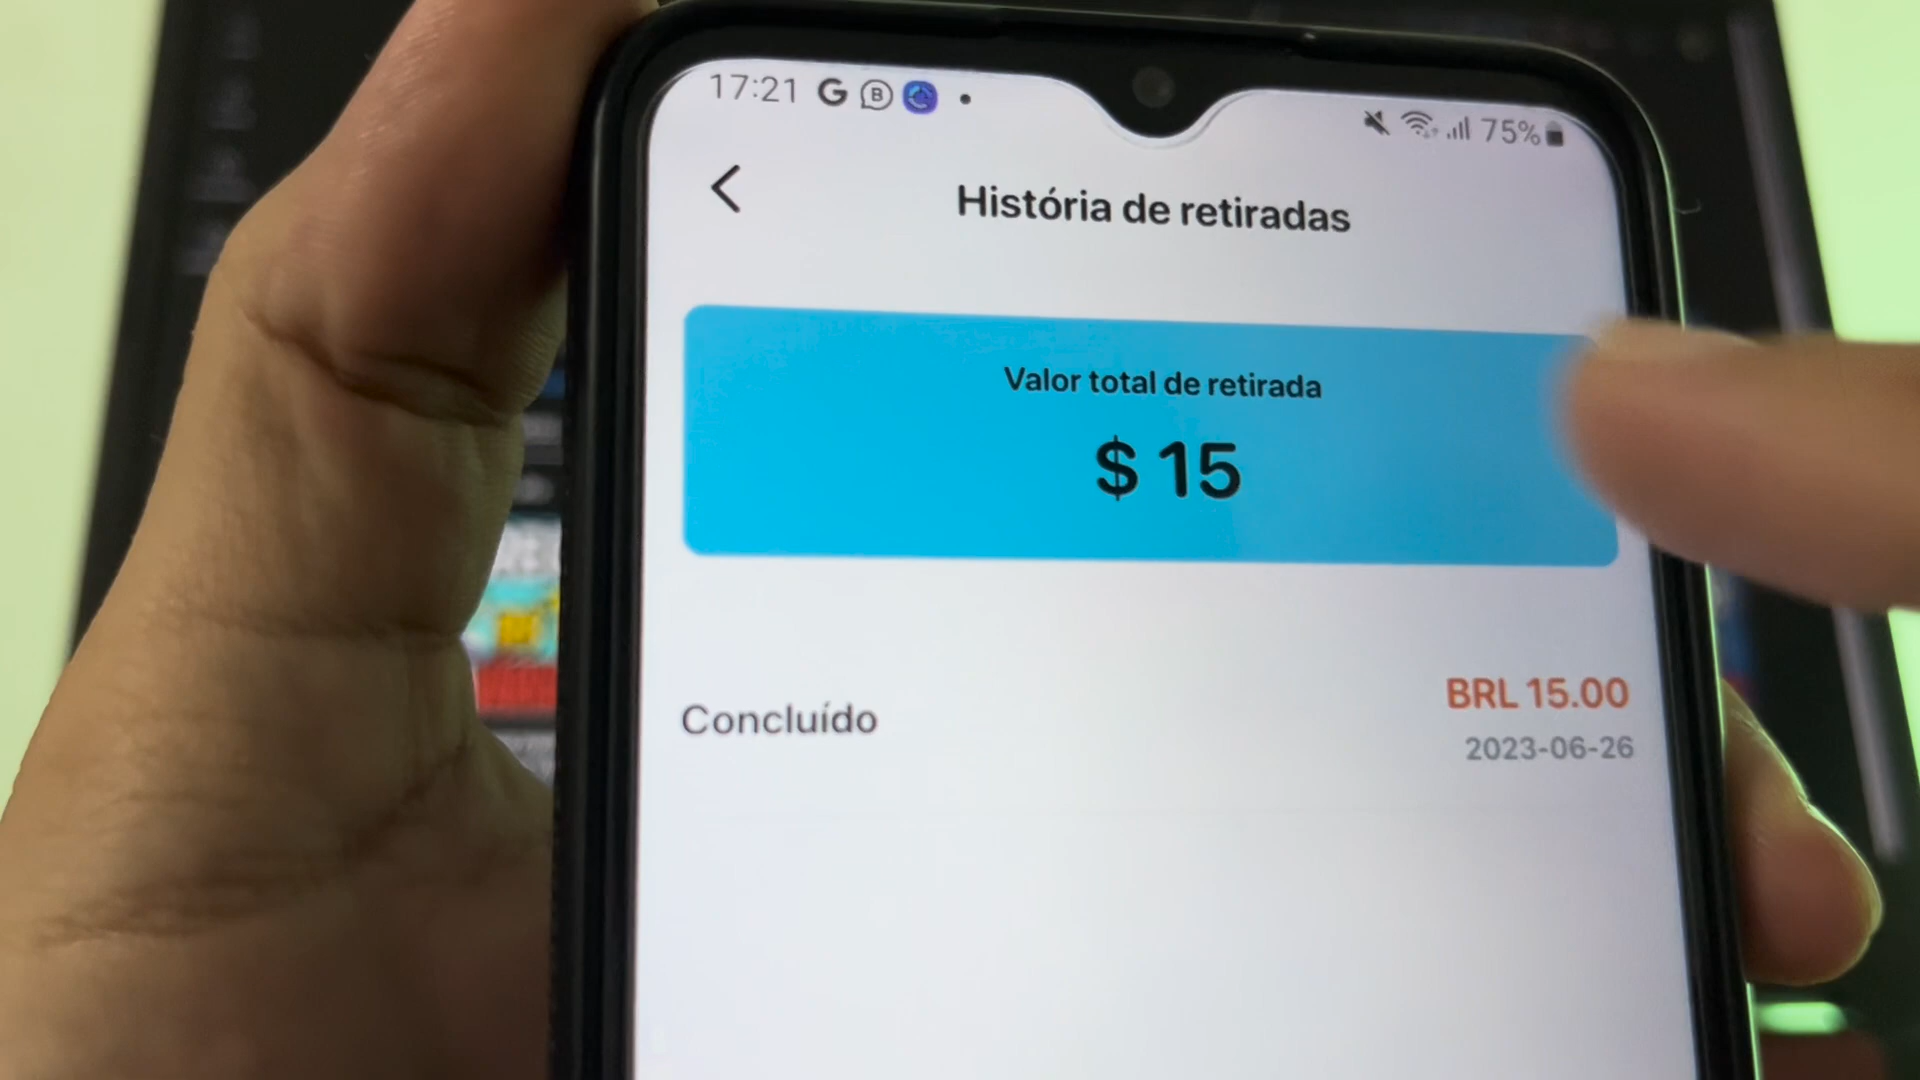 17:21 G B 75%
História de retiradas
Valor total de retirada
$ 15
BRL 15.00
Concluído
2023-06-26